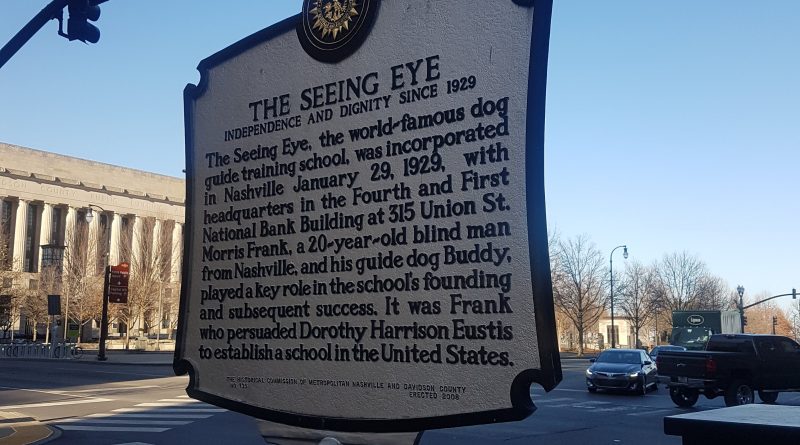 THE SEEING EYE
INDEPENDENCE AND DIGNITY SINCE 1929
The Seeing Eye, the world-famous dog
guide training school, was incorporated
in Nashville January 29, 1929, with
headquarters in the Fourth and First
National Bank Building at 315 Union St.
Morris Frank, a 20-year-old blind man
from Nashville, and his guide dog Buddy,
played a key role in the school's founding
and subsequent success. It was Frank
who persuaded Dorothy Harrison Eustis
to establish a school in the United States.
THE HISTORICAL COMMISSION OF METROPOLITAN NASHVILLE AND DAVIDSON COUNTY
ERECTED 2008